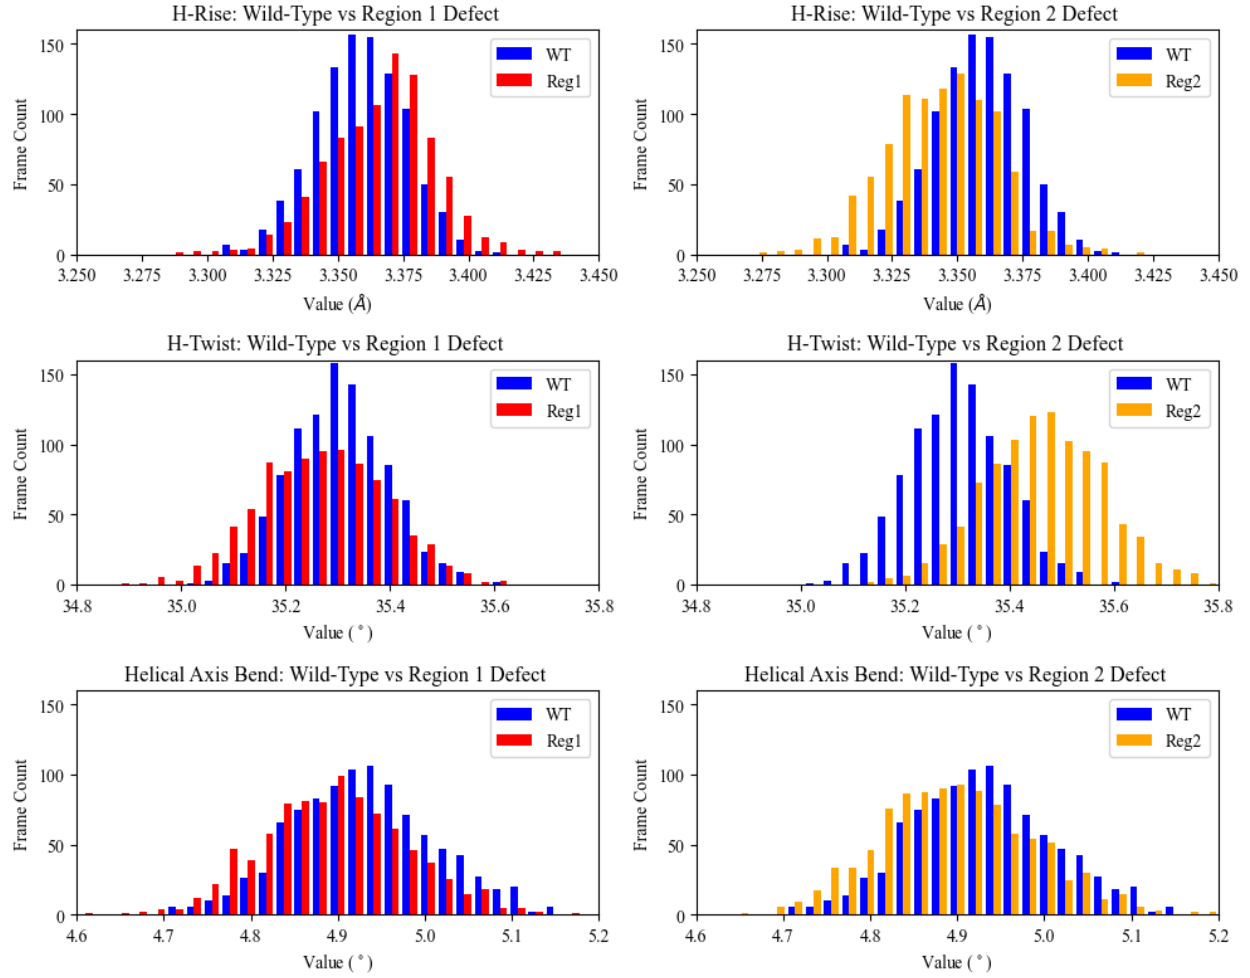 H-Rise: Wild-Type vs Region 1 Defect
150
100
50
0
Frame Count
WT
Reg1
3.250 3.275 3.300 3.325 3.350 3.375 3.400 3.425 3.450
Value (Å)
H-Rise: Wild-Type vs Region 2 Defect
150
100
50
0
Frame Count
WT
Reg2
3.250 3.275 3.300 3.325 3.350 3.375 3.400 3.425 3.450
Value (Å)
H-Twist: Wild-Type vs Region 1 Defect
150
100
50
0
Frame Count
WT
Reg1
34.8 35.0 35.2 35.4 35.6 35.8
Value (°)
H-Twist: Wild-Type vs Region 2 Defect
150
100
50
0
Frame Count
WT
Reg2
34.8 35.0 35.2 35.4 35.6 35.8
Value (°)
Helical Axis Bend: Wild-Type vs Region 1 Defect
150
100
50
0
Frame Count
WT
Reg1
4.6 4.7 4.8 4.9 5.0 5.1 5.2
Value (°)
Helical Axis Bend: Wild-Type vs Region 2 Defect
150
100
50
0
Frame Count
WT
Reg2
4.6 4.7 4.8 4.9 5.0 5.1 5.2
Value (°)